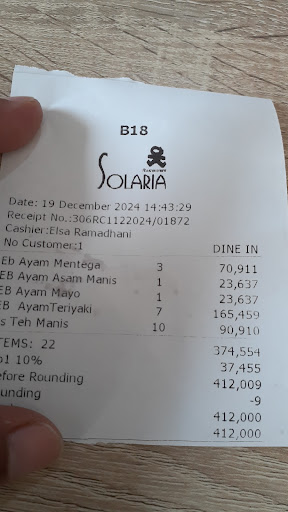 B18
SOLARIA
Date: 19 December 2024 14:43:29
Receipt No.:306RC1122024/01872
Cashier:Elsa Ramadhani
No Customer:1 DINE IN
Eb Ayam Mentega 3 70,911
EB Ayam Asam Manis 1 23,637
EB Ayam Mayo 1 23,637
EB AyamTeriyaki 7 165,459
s Teh Manis 10 90,910
TEMS: 22 374,554
o1 10% 37,455
efore Rounding 412,009
unding -9
412,000
412,000